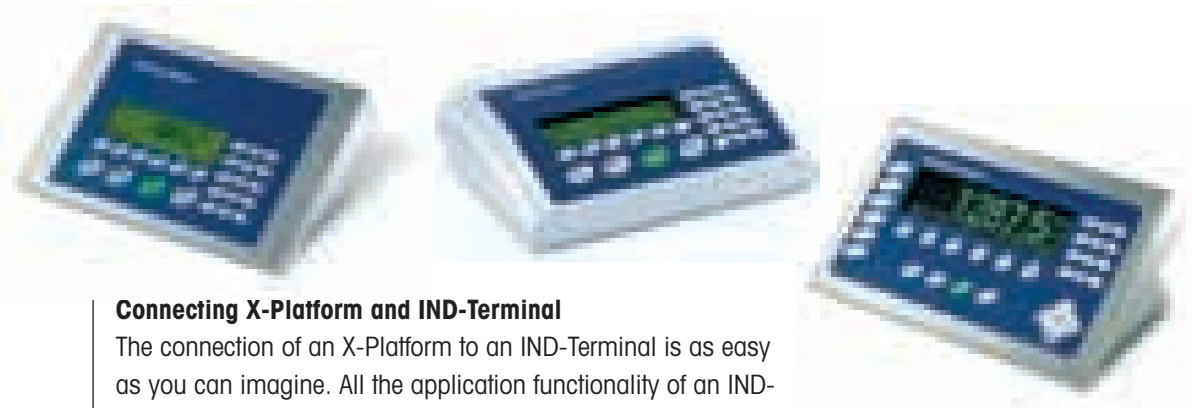 Connecting X-Platform and IND-Terminal
The connection of an X-Platform to an IND-Terminal is as easy
as you can imagine. All the application functionality of an IND-